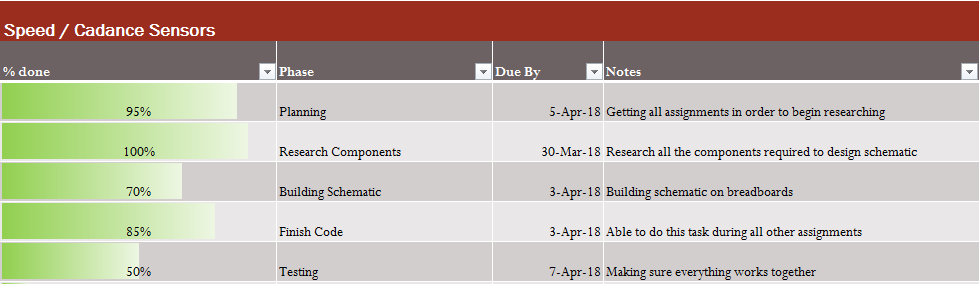 Speed / Cadance Sensors
% done Phase Due By Notes
95% Planning 5-Apr-18 Getting all assignments in order to begin researching
100% Research Components 30-Mar-18 Research all the components required to design schematic
70% Building Schematic 3-Apr-18 Building schematic on breadboards
85% Finish Code 3-Apr-18 Able to do this task during all other assignments
50% Testing 7-Apr-18 Making sure everything works together